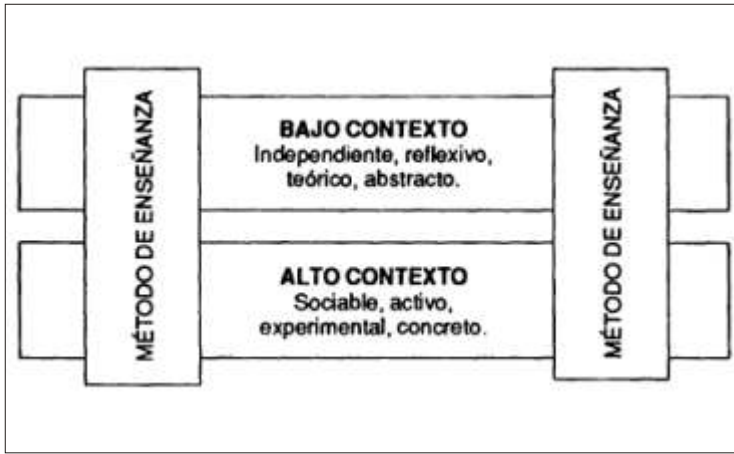 MÉTODO DE ENSEÑANZA
BAJO CONTEXTO
Independiente, reflexivo,
teórico, abstracto.
ALTO CONTEXTO
Sociable, activo,
experimental, concreto.
MÉTODO DE ENSEÑANZA